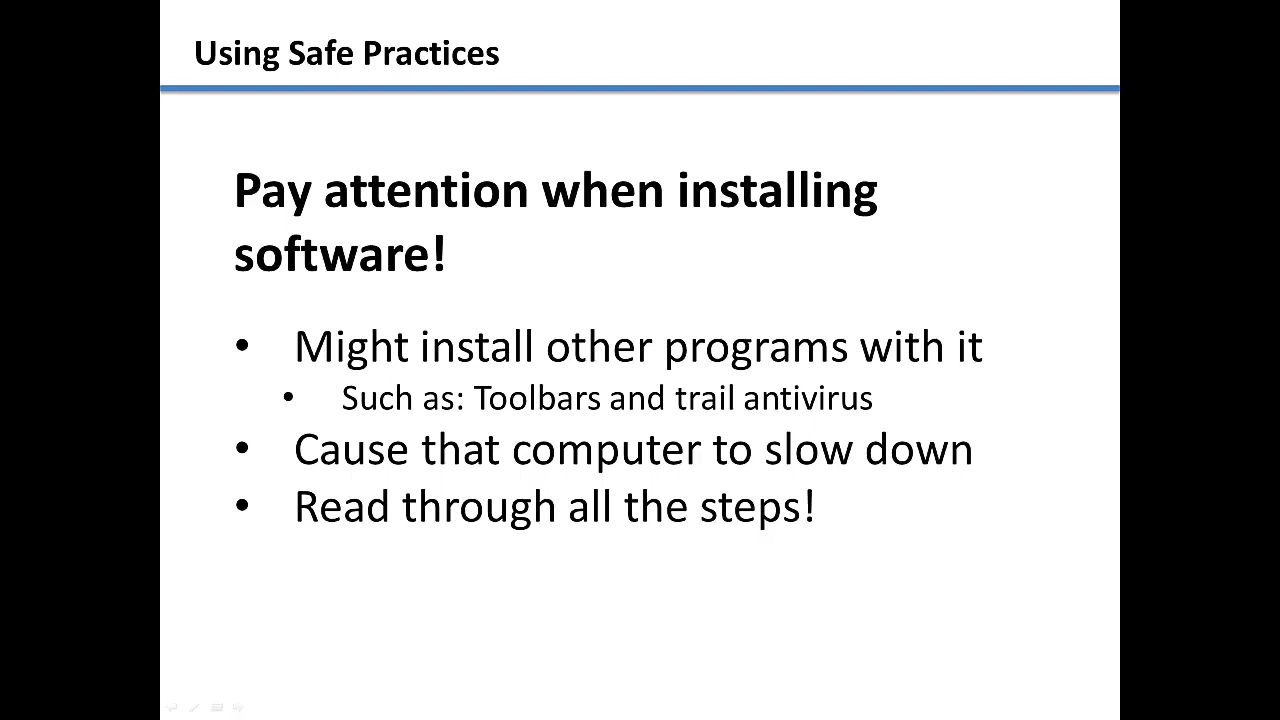 Using Safe Practices
Pay attention when installing
software!
• Might install other programs with it
• Such as: Toolbars and trail antivirus
• Cause that computer to slow down
• Read through all the steps!